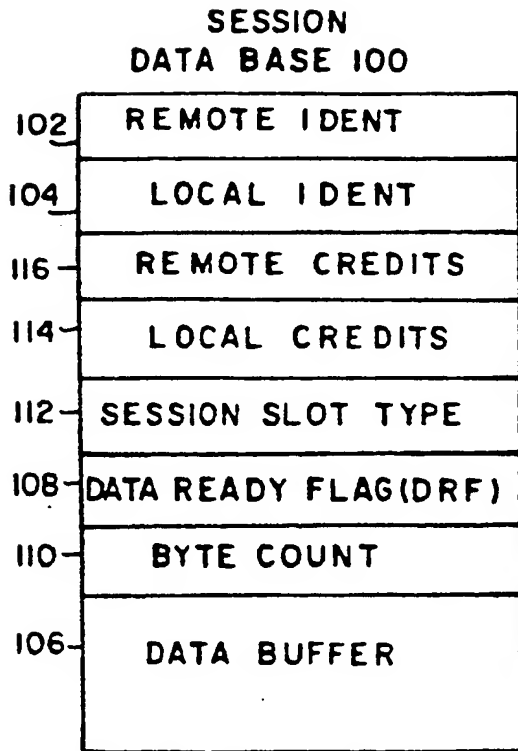 SESSION
DATA BASE 100
102 REMOTE IDENT
104 LOCAL IDENT
116 REMOTE CREDITS
114 LOCAL CREDITS
112 SESSION SLOT TYPE
108 DATA READY FLAG(DRF)
110 BYTE COUNT
106 DATA BUFFER